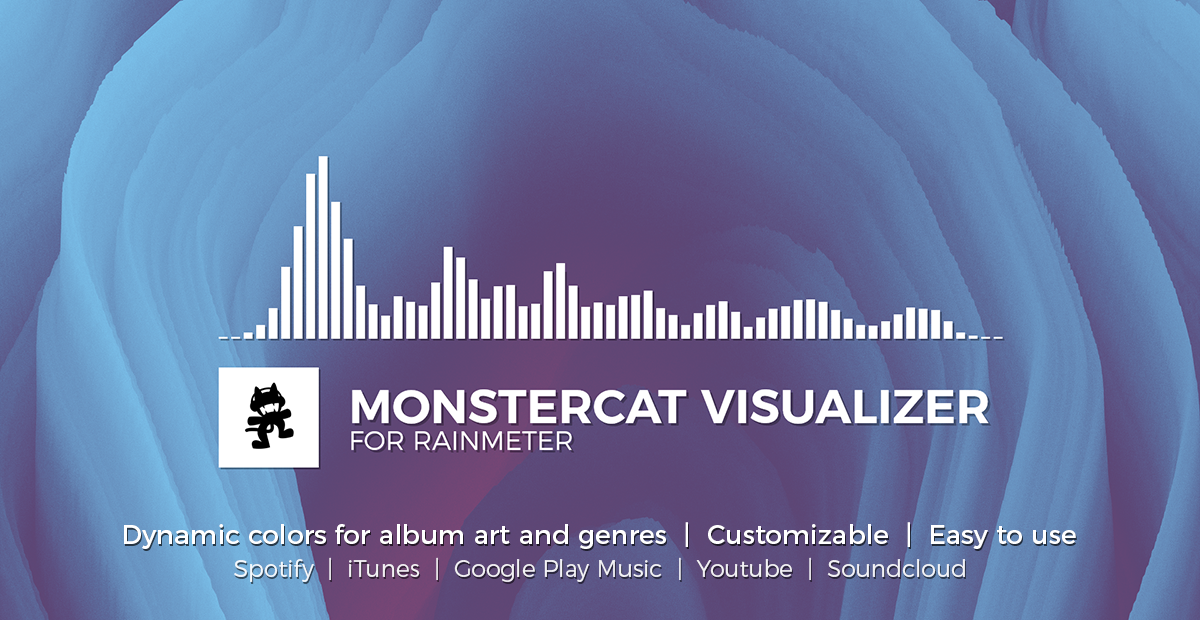 MONSTERCAT VISUALIZER
FOR RAINMETER
Dynamic colors for album art and genres | Customizable | Easy to use
Spotify | iTunes | Google Play Music | Youtube | Soundcloud